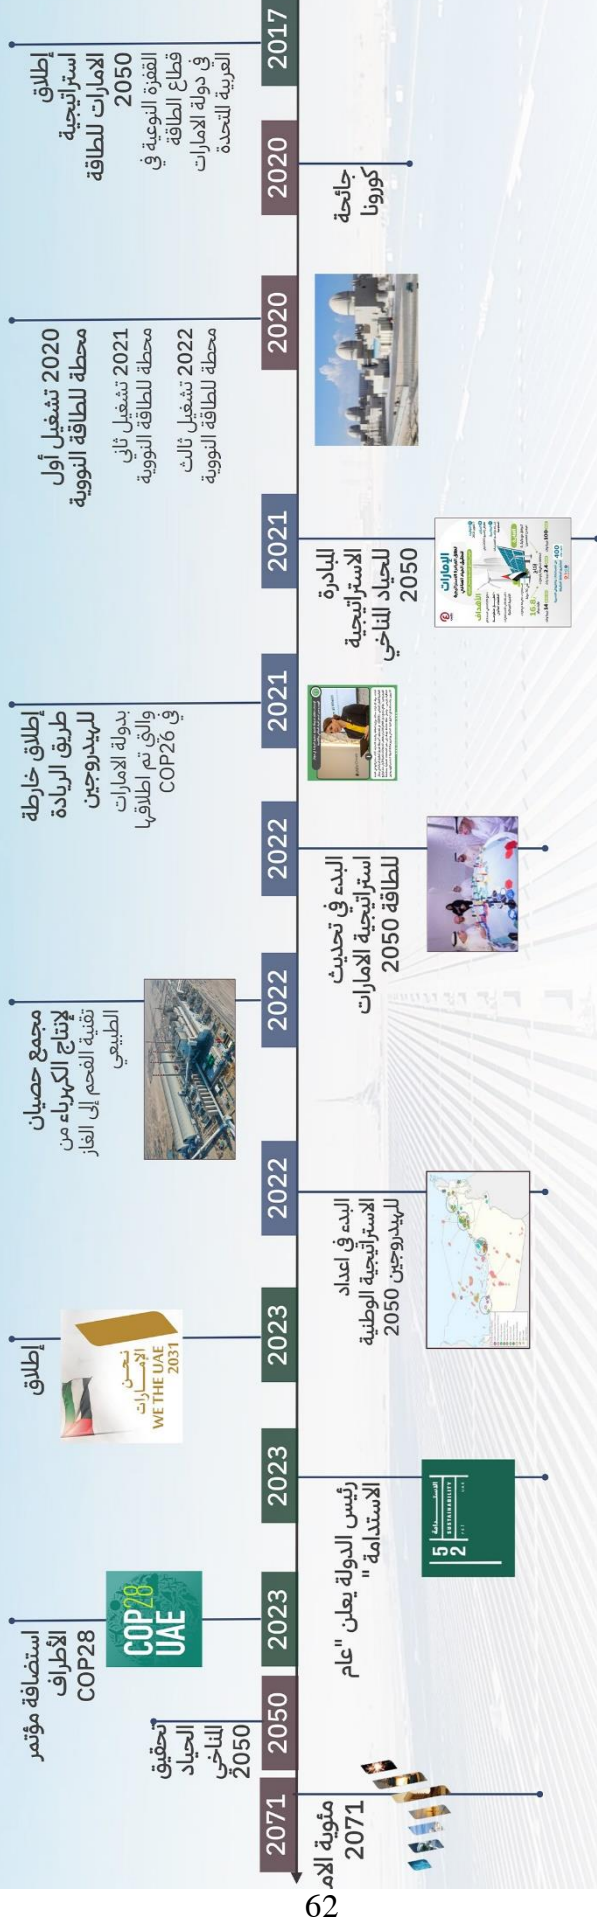 2017
إطلاق
استراتيجية
الامارات للطاقة
2050
القفزة النوعية في
قطاع الطاقة
في دولة الامارات
العربية المتحدة
2020
جائحة
كورونا
2020
2020 تشغيل أول
محطة للطاقة النووية
2021 تشغيل ثاني
محطة للطاقة النووية
2022 تشغيل ثالث
محطة للطاقة النووية
2021
المبادرة
الاستراتيجية
للحياد المناخي
2050
الإمارات
الأهداف
2021
إطلاق خارطة
طريق الريادة
للهيدروجين
بدولة الامارات
والتي تم اطلاقها
في COP26
2022
البدء في تحديث
استراتيجية الامارات
للطاقة 2050
2022
مجمع حصيان
لإنتاج الكهرباء من
تقنية الفحم إلى الغاز
الطبيعي
2022
البدء في اعداد
الاستراتيجية الوطنية
للهيدروجين 2050
2023
إطلاق
نحن
الإمارات
WE THE UAE
2031
2023
رئيس الدولة يعلن "عام
الاستدامة "
الاستدامة
SUSTAINABILITY
52
2023
استضافة مؤتمر
الأطراف
COP28
COP28
UAE
2050
تحقيق
الحياد
المناخي
2050
2071
مئوية الام
2071
62